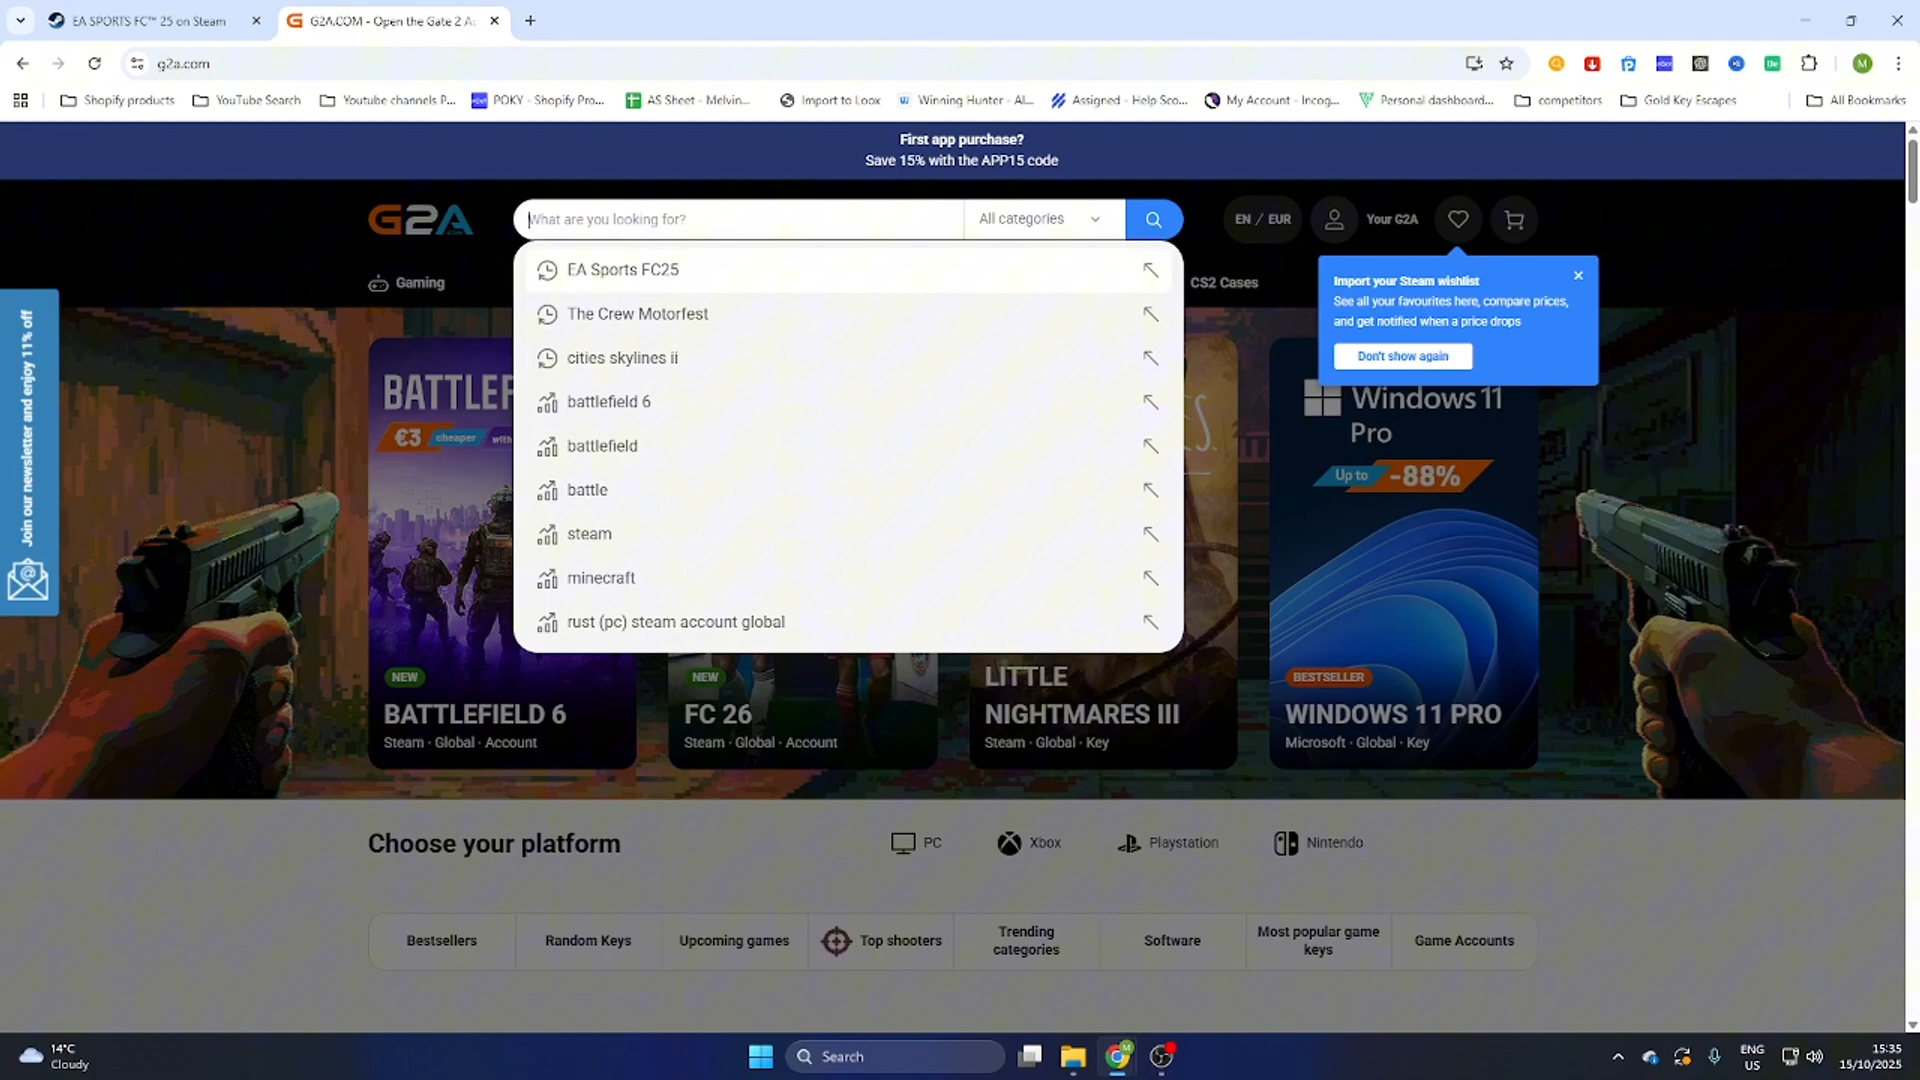 EA SPORTS FC™ 25 on Steam
G2A.COM - Open the Gate 2 A
g2a.com
M
Shopify products
YouTube Search
Youtube channels P...
POKY - Shopify Pro...
AS Sheet - Melvin...
Import to Loox
Winning Hunter - Al...
Assigned - Help Sco...
My Account - Incog...
Personal dashboard...
competitors
Gold Key Escapes
All Bookmarks
First app purchase?
Save 15% with the APP15 code
G2A
What are you looking for?
All categories
EN / EUR
Your G2A
Gaming
CS2 Cases
EA Sports FC25
The Crew Motorfest
cities skylines ii
battlefield 6
battlefield
battle
steam
minecraft
rust (pc) steam account global
Import your Steam wishlist
See all your favourites here, compare prices,
and get notified when a price drops
Don't show again
Join our newsletter and enjoy 11% off
BATTLEF
€3 cheaper with
Windows 11
Pro
Up to -88%
NEW
BATTLEFIELD 6
Steam · Global · Account
NEW
FC 26
Steam · Global · Account
LITTLE
NIGHTMARES III
Steam · Global · Key
BESTSELLER
WINDOWS 11 PRO
Microsoft · Global · Key
Choose your platform
PC
Xbox
Playstation
Nintendo
Bestsellers
Random Keys
Upcoming games
Top shooters
Trending
categories
Software
Most popular game
keys
Game Accounts
14°C
Cloudy
Search
ENG
US
15:35
15/10/2025